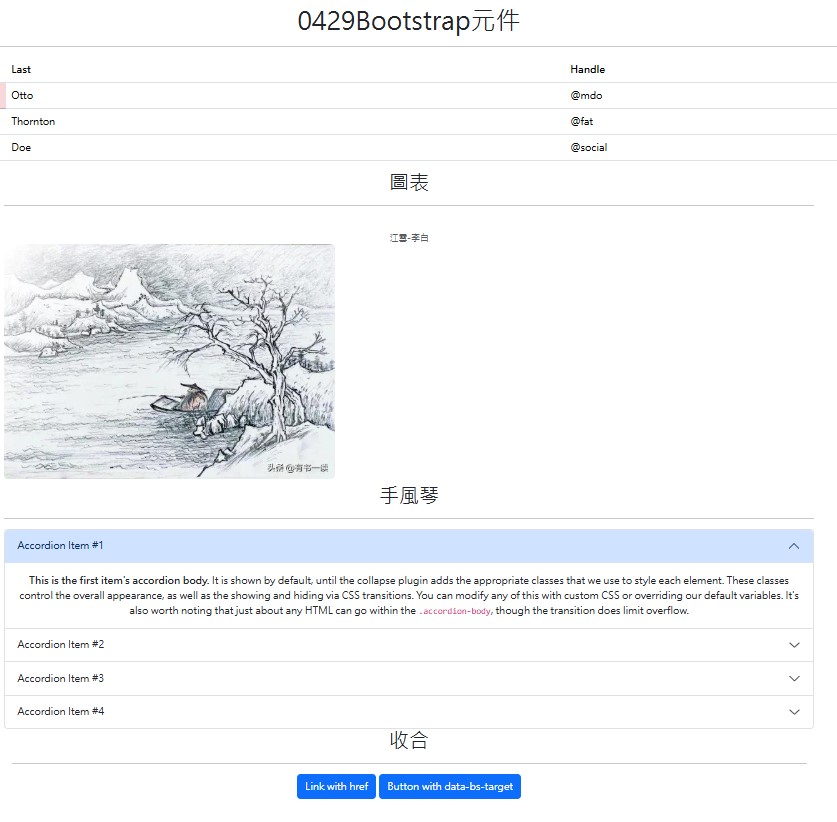 0429Bootstrap元件
Last Handle
Otto @mdo
Thornton @fat
Doe @social
圖表
江雪-李白
头条 @有书一读
手風琴
Accordion Item #1
This is the first item's accordion body. It is shown by default, until the collapse plugin adds the appropriate classes that we use to style each element. These classes
control the overall appearance, as well as the showing and hiding via CSS transitions. You can modify any of this with custom CSS or overriding our default variables. It's
also worth noting that just about any HTML can go within the .accordion-body, though the transition does limit overflow.
Accordion Item #2
Accordion Item #3
Accordion Item #4
收合
Link with href Button with data-bs-target